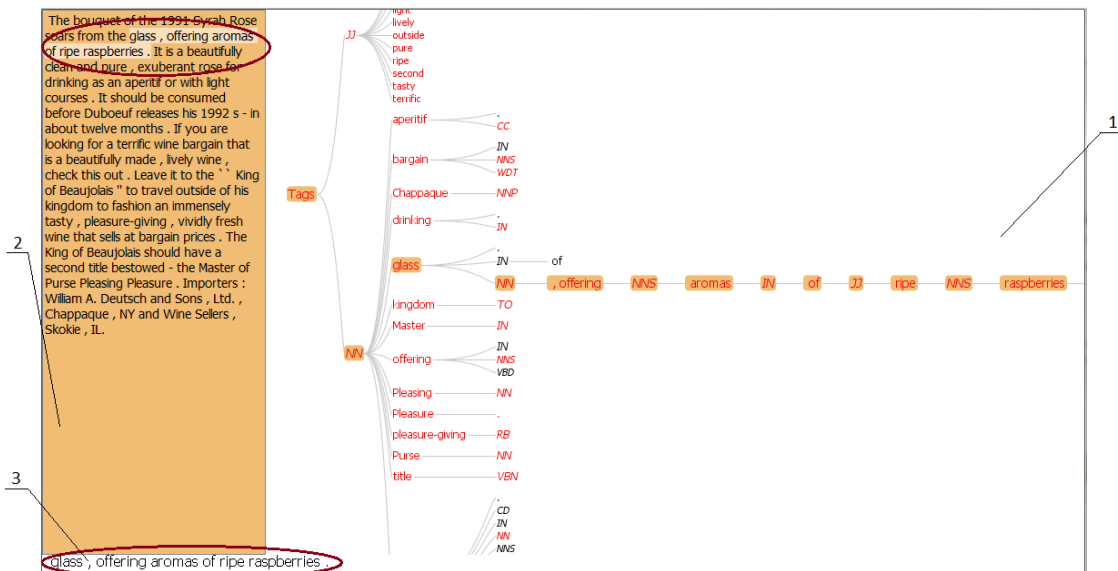 The bouquet of the 1991 Syrah Rose
soars from the glass , offering aromas
of ripe raspberries . It is a beautifully
clean and pure , exuberant rose for
drinking as an aperitif or with light
courses . It should be consumed
before Duboeuf releases his 1992 s - in
about twelve months . If you are
looking for a terrific wine bargain that
is a beautifully made , lively wine ,
check this out . Leave it to the `` King
of Beaujolais '' to travel outside of his
kingdom to fashion an immensely
tasty , pleasure-giving , vividly fresh
wine that sells at bargain prices . The
King of Beaujolais should have a
second title bestowed - the Master of
Purse Pleasing Pleasure . Importers :
William A. Deutsch and Sons , Ltd. ,
Chappaque , NY and Wine Sellers ,
Skokie , IL.
2
3
glass , offering aromas of ripe raspberries .
Tags
JJ
light
lively
outside
pure
ripe
second
tasty
terrific
NN
aperitif
.
CC
bargain
IN
NNS
WDT
Chappaque NNP
drinking
.
IN
glass
.
IN of
NN , offering NNS aromas IN of JJ ripe NNS raspberries
kingdom TO
Master IN
offering
IN
NNS
VBD
Pleasing NN
Pleasure .
pleasure-giving RB
Purse NN
title VBN
.
CD
IN
NN
NNS
1